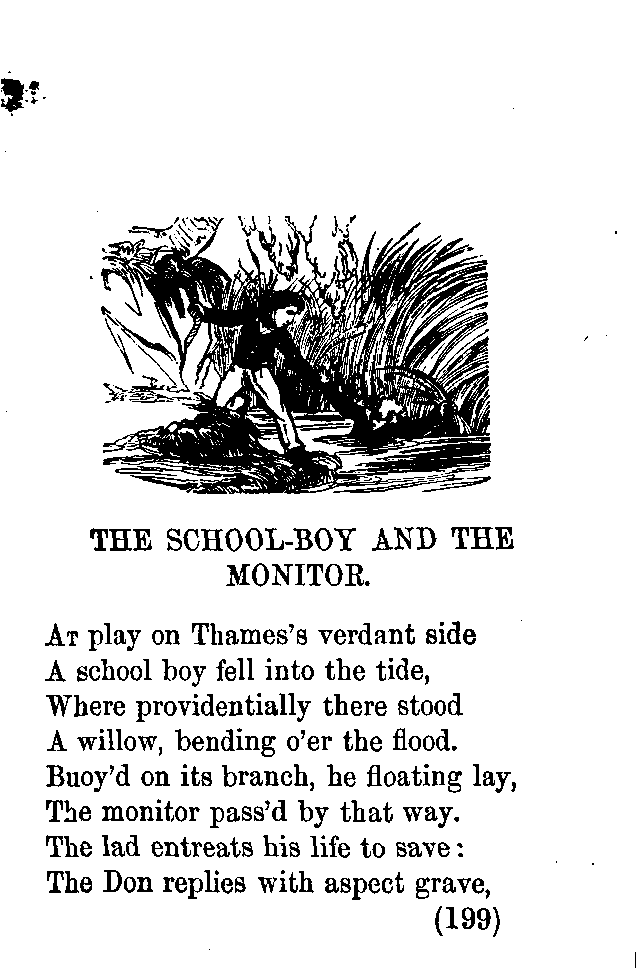 THE SCHOOL-BOY AND THE
MONITOR.
At play on Thames's verdant side
A school boy fell into the tide,
Where providentially there stood
A willow, bending o'er the flood.
Buoy'd on its branch, he floating lay,
The monitor pass'd by that way.
The lad entreats his life to save:
The Don replies with aspect grave,
(199)